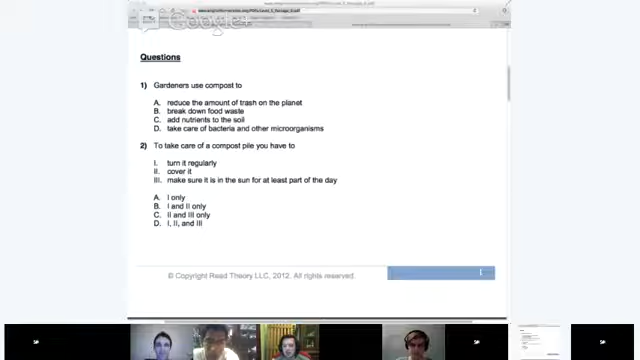 Google+
Questions
1) Gardeners use compost to
A. reduce the amount of trash on the planet
B. break down food waste
C. add nutrients to the soil
D. take care of bacteria and other microorganisms
2) To take care of a compost pile you have to
I. turn it regularly
II. cover it
III. make sure it is in the sun for at least part of the day
A. I only
B. I and II only
C. II and III only
D. I, II, and III
© Copyright Read Theory LLC, 2012. All rights reserved.